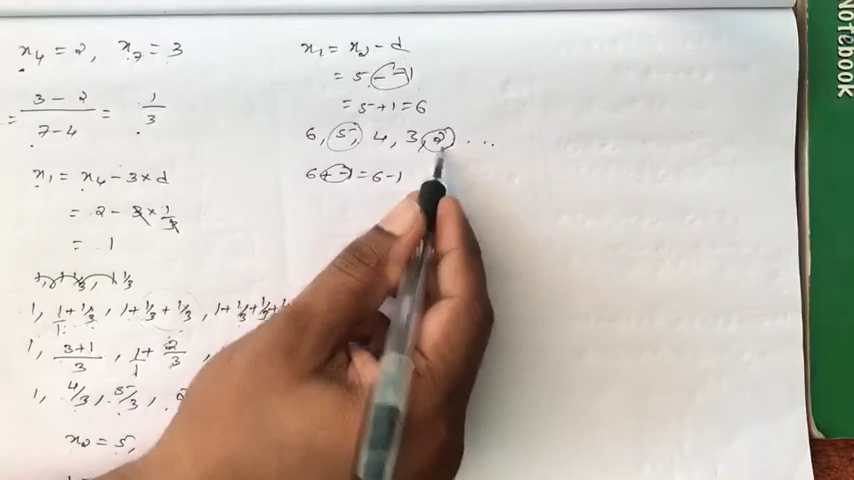 x₄ = 2, x₇ = 3
= 3 - 2 / 7 - 4 = 1/3
x₁ = x₄ - 3 × d
= 2 - 3 × 1/3
= 1
1, 1/1 + 1/3, 1 + 1/3 + 1/3, 1 + 1/3 + 1/3 +
1, 3+1/3, 1/1 + 2/3,
1, 4/3, 5/3, 2
x₂ = 5,
x₁ = x₂ - d
= 5 - -1
= 5 + 1 = 6
6, 5, 4, 3, 2, ...
6 + -1 = 6 - 1
NOTEBOOK